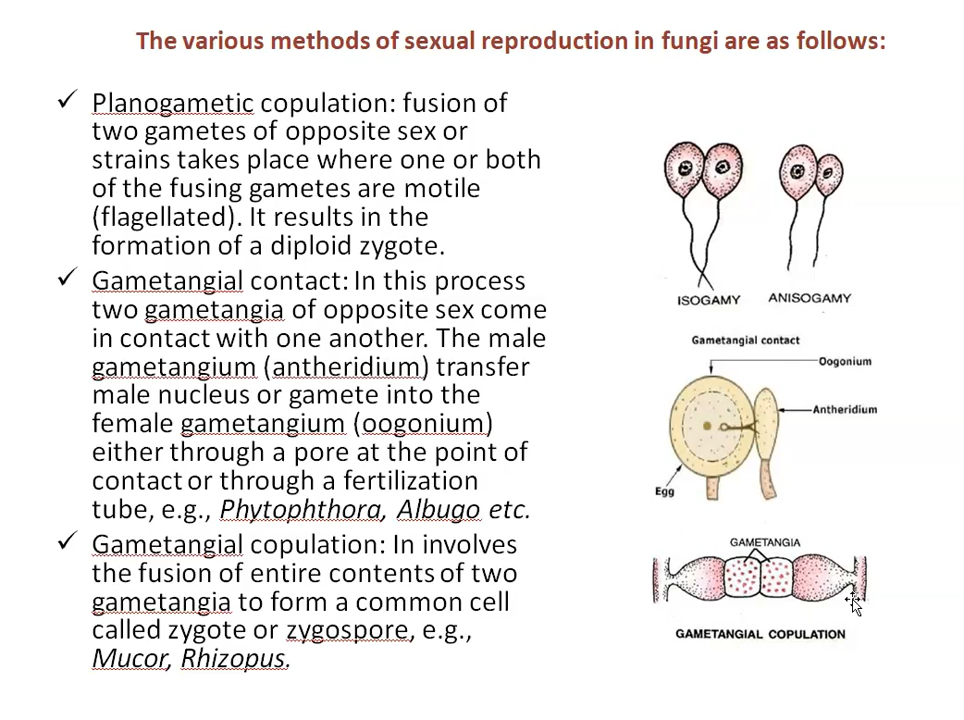 The various methods of sexual reproduction in fungi are as follows:
✓ Planogametic copulation: fusion of
two gametes of opposite sex or
strains takes place where one or both
of the fusing gametes are motile
(flagellated). It results in the
formation of a diploid zygote.
✓ Gametangial contact: In this process
two gametangia of opposite sex come
in contact with one another. The male
gametangium (antheridium) transfer
male nucleus or gamete into the
female gametangium (oogonium)
either through a pore at the point of
contact or through a fertilization
tube, e.g., Phytophthora, Albugo etc.
✓ Gametangial copulation: In involves
the fusion of entire contents of two
gametangia to form a common cell
called zygote or zygospore, e.g.,
Mucor, Rhizopus.
ISOGAMY
ANISOGAMY
Gametangial contact
Oogonium
Antheridium
Egg
GAMETANGIA
GAMETANGIAL COPULATION